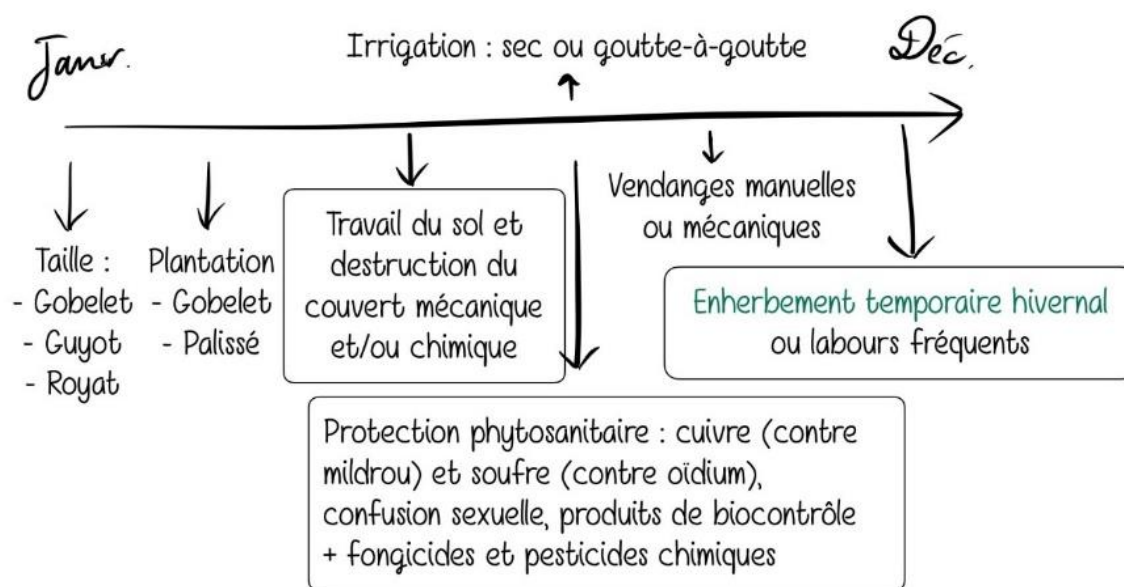 Janv.
Irrigation : sec ou goutte-à-goutte
Déc.
Taille :
- Gobelet
- Guyot
- Royat
Plantation
- Gobelet
- Palissé
Travail du sol et
destruction du
couvert mécanique
et/ou chimique
Vendanges manuelles
ou mécaniques
Enherbement temporaire hivernal
ou labours fréquents
Protection phytosanitaire : cuivre (contre
mildrou) et soufre (contre oïdium),
confusion sexuelle, produits de biocontrôle
+ fongicides et pesticides chimiques